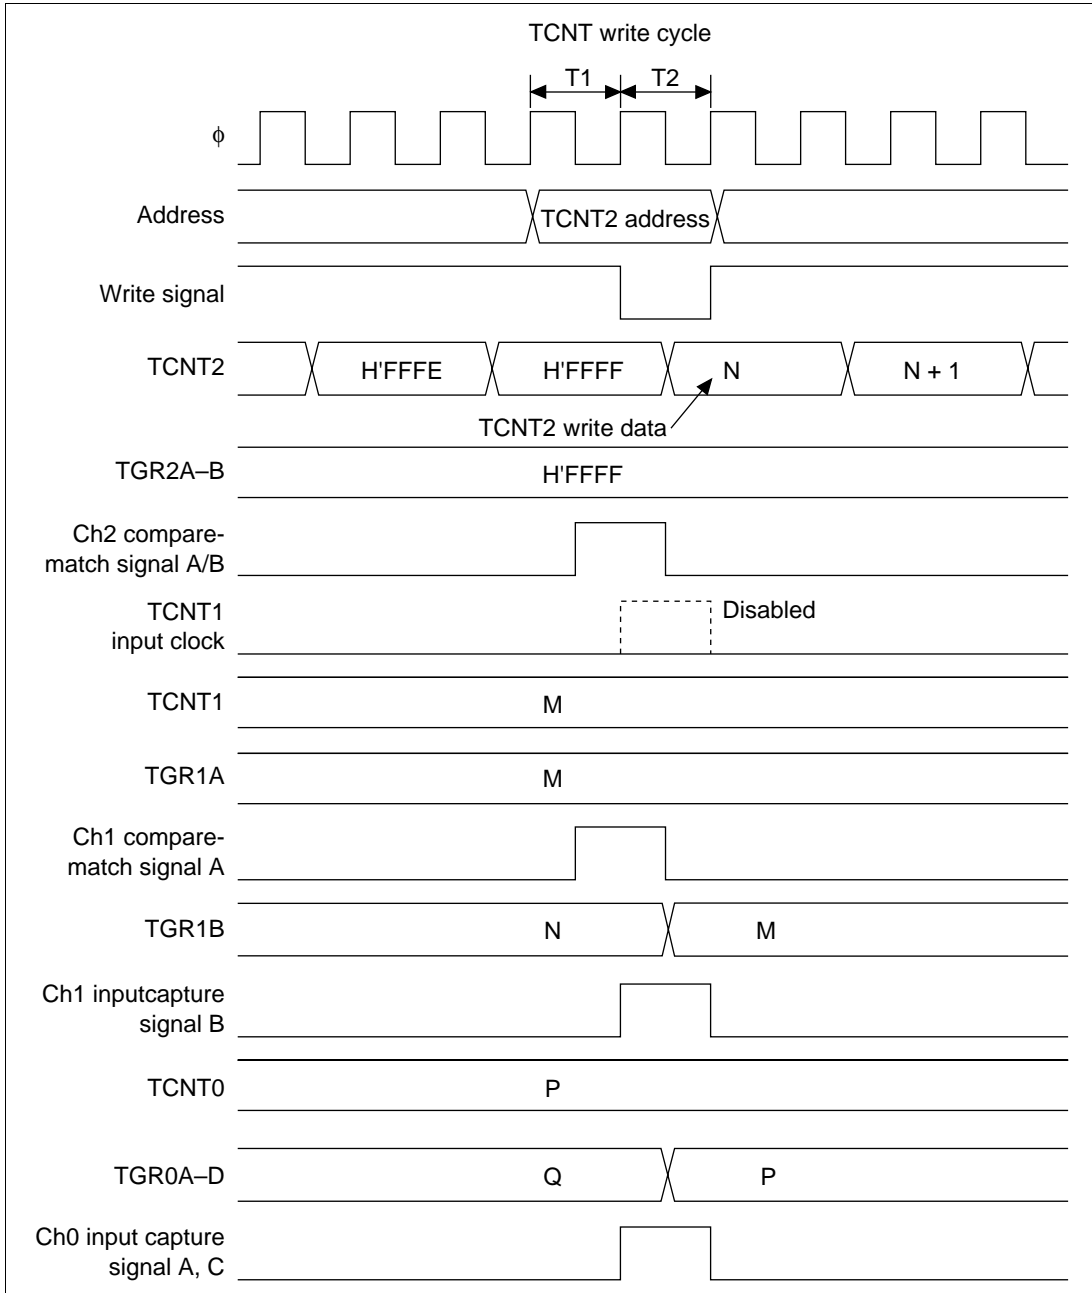 TCNT write cycle
T1 T2
ϕ
Address TCNT2 address
Write signal
TCNT2 H'FFFE H'FFFF N N + 1
TCNT2 write data
TGR2A–B H'FFFF
Ch2 compare-
match signal A/B
TCNT1 Disabled
input clock
TCNT1 M
TGR1A M
Ch1 compare-
match signal A
TGR1B N M
Ch1 inputcapture
signal B
TCNT0 P
TGR0A–D Q P
Ch0 input capture
signal A, C